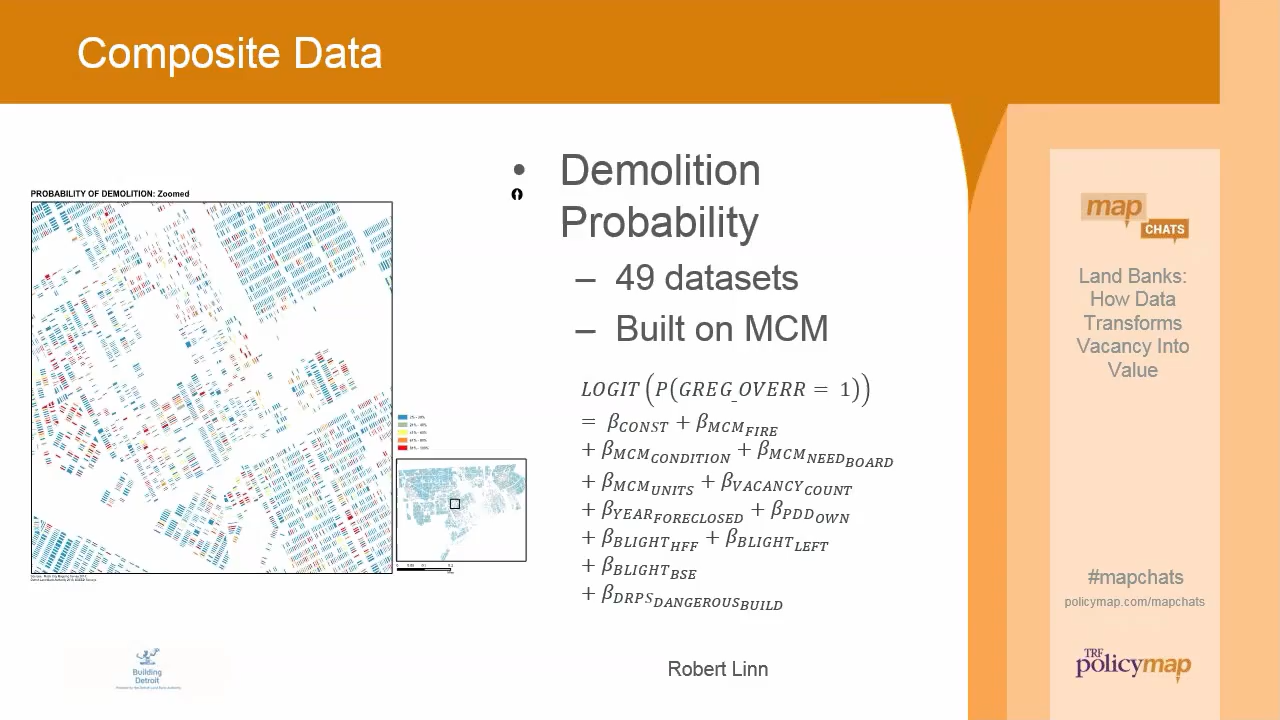 Composite Data
PROBABILITY OF DEMOLITION: Zoomed
• Demolition
Probability
– 49 datasets
– Built on MCM
LOGIT (P(GREG_OVERR = 1))
= β_CONST + β_MCM_FIRE
+ β_MCM_CONDITION + β_MCM_NEED_BOARD
+ β_MCM_UNITS + β_VACANCY_COUNT
+ β_YEAR_FORECLOSED + β_PDD_OWN
+ β_BLIGHT_HFF + β_BLIGHT_LEFT
+ β_BLIGHT_BSE
+ β_DRPS_DANGEROUS_BUILD
Building
Detroit
Robert Linn
map
CHATS
Land Banks:
How Data
Transforms
Vacancy Into
Value
#mapchats
policymap.com/mapchats
TRF
policymap